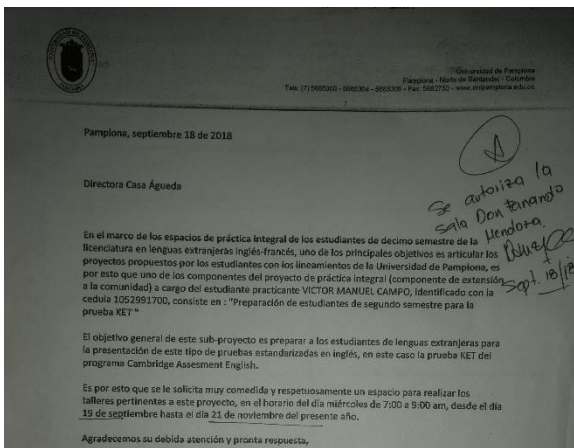 Universidad de Pamplona
Pamplona - Norte de Santander - Colombia
Tels: (7) 5685303 - 5685304 - 5685305 - Fax: 5682750 - www.unipamplona.edu.co
Pamplona, septiembre 18 de 2018
Directora Casa Águeda
Se autoriza la
sala Don Fernando
Mendoza.
Sept. 18/18
En el marco de los espacios de práctica integral de los estudiantes de decimo semestre de la
licenciatura en lenguas extranjeras inglés-francés, uno de los principales objetivos es articular los
proyectos propuestos por los estudiantes con los lineamientos de la Universidad de Pamplona, es
por esto que uno de los componentes del proyecto de práctica integral (componente de extensión
a la comunidad) a cargo del estudiante practicante VICTOR MANUEL CAMPO, identificado con la
cedula 1052991700, consiste en : "Preparación de estudiantes de segundo semestre para la
prueba KET "
El objetivo general de este sub-proyecto es preparar a los estudiantes de lenguas extranjeras para
la presentación de este tipo de pruebas estandarizadas en inglés, en este caso la prueba KET del
programa Cambridge Assesment English.
Es por esto que se le solicita muy comedida y respetuosamente un espacio para realizar los
talleres pertinentes a este proyecto, en el horario del día miércoles de 7:00 a 9:00 am, desde el día
19 de septiembre hasta el día 21 de noviembre del presente año.
Agradecemos su debida atención y pronta respuesta,